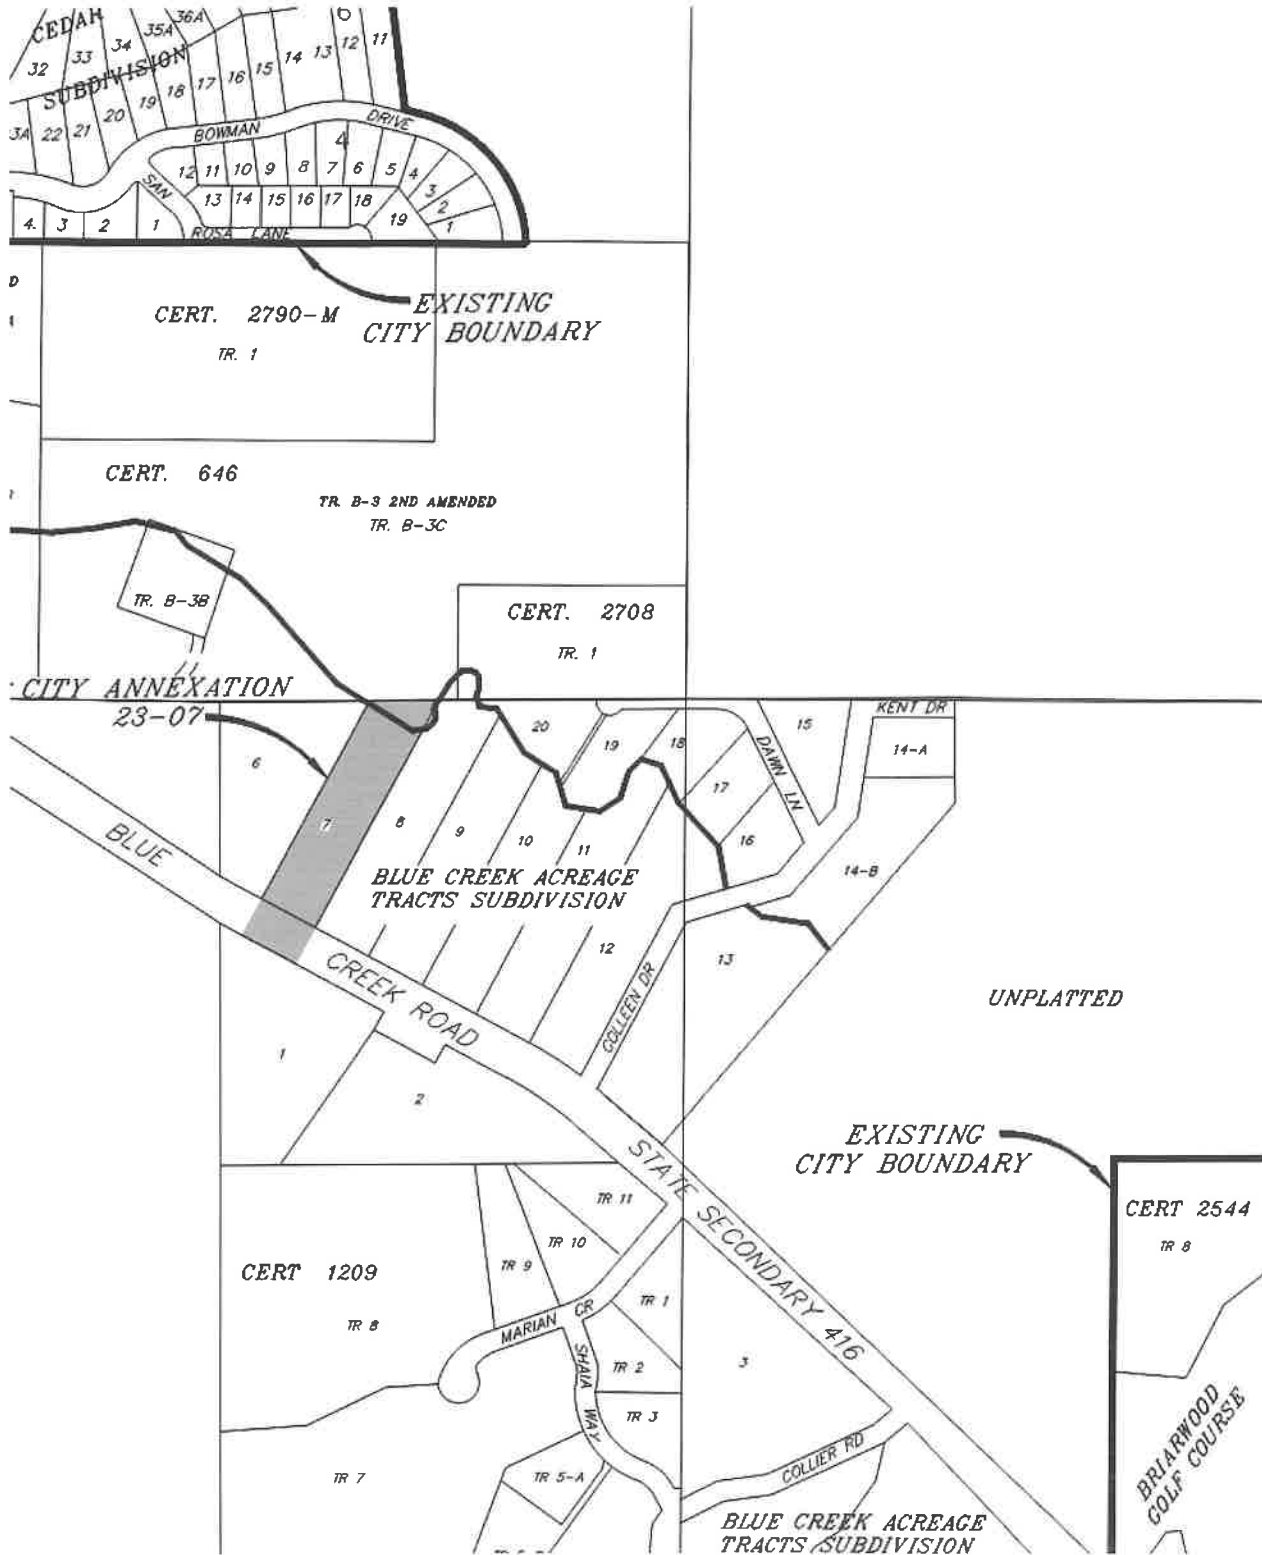 CEDAR
SUBDIVISION
32
33
34
35A
36A
3A
22
21
20
19
18
17
16
15
14
13
12
11
6
BOWMAN
DRIVE
4
12
11
10
9
8
7
6
5
4
3
2
1
SAN
13
14
15
16
17
18
19
4
3
2
1
ROSA LANE
EXISTING
CITY BOUNDARY
CERT. 2790-M
TR. 1
CERT. 646
TR. B-3 2ND AMENDED
TR. B-3C
TR. B-3B
CERT. 2708
TR. 1
CITY ANNEXATION
23-07
6
7
8
9
10
11
12
13
20
19
18
17
16
15
DAWN LN
KENT DR
14-A
14-B
BLUE CREEK ACREAGE
TRACTS SUBDIVISION
COLLEEN DR
BLUE
CREEK ROAD
STATE SECONDARY 416
UNPLATTED
1
2
EXISTING
CITY BOUNDARY
CERT 2544
TR 8
CERT 1209
TR 8
TR 11
TR 10
TR 9
MARIAN CR
SHAIA WAY
TR 1
TR 2
TR 3
3
TR 7
TR 5-A
COLLIER RD
BLUE CREEK ACREAGE
TRACTS SUBDIVISION
BRIARWOOD
GOLF COURSE